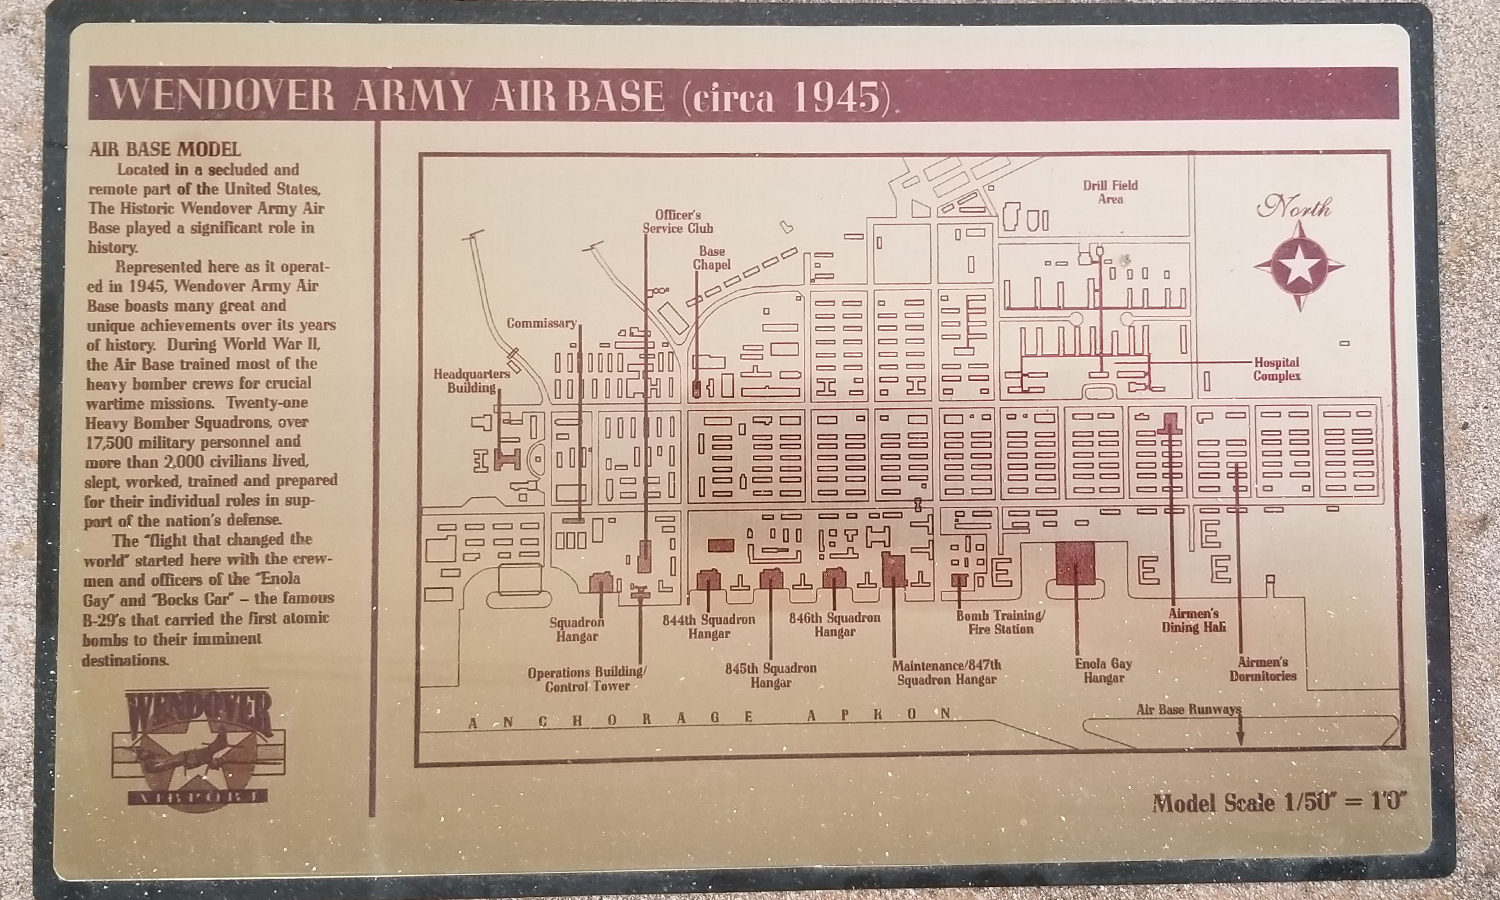 WENDOVER ARMY AIR BASE (circa 1945).
AIR BASE MODEL
Located in a secluded and
remote part of the United States,
The Historic Wendover Army Air
Base played a significant role in
history.
Represented here as it operat-
ed in 1945, Wendover Army Air
Base boasts many great and
unique achievements over its years
of history. During World War II,
the Air Base trained most of the
heavy bomber crews for crucial
wartime missions. Twenty-one
Heavy Bomber Squadrons, over
17,500 military personnel and
more than 2,000 civilians lived,
slept, worked, trained and prepared
for their individual roles in sup-
port of the nation's defense.
The "flight that changed the
world" started here with the crew-
men and officers of the "Enola
Gay" and "Bocks Car" – the famous
B-29's that carried the first atomic
bombs to their imminent
destinations.
WENDOVER
AIRPORT
Officer's
Service Club
Base
Chapel
Drill Field
Area
North
Commissary
Headquarters
Building
Hospital
Complex
Squadron
Hangar
844th Squadron
Hangar
846th Squadron
Hangar
Bomb Training/
Fire Station
Airmen's
Dining Hall
Operations Building/
Control Tower
845th Squadron
Hangar
Maintenance/847th
Squadron Hangar
Enola Gay
Hangar
Airmen's
Dormitories
ANCHORAGE APRON
Air Base Runways
Model Scale 1/50" = 1'0"